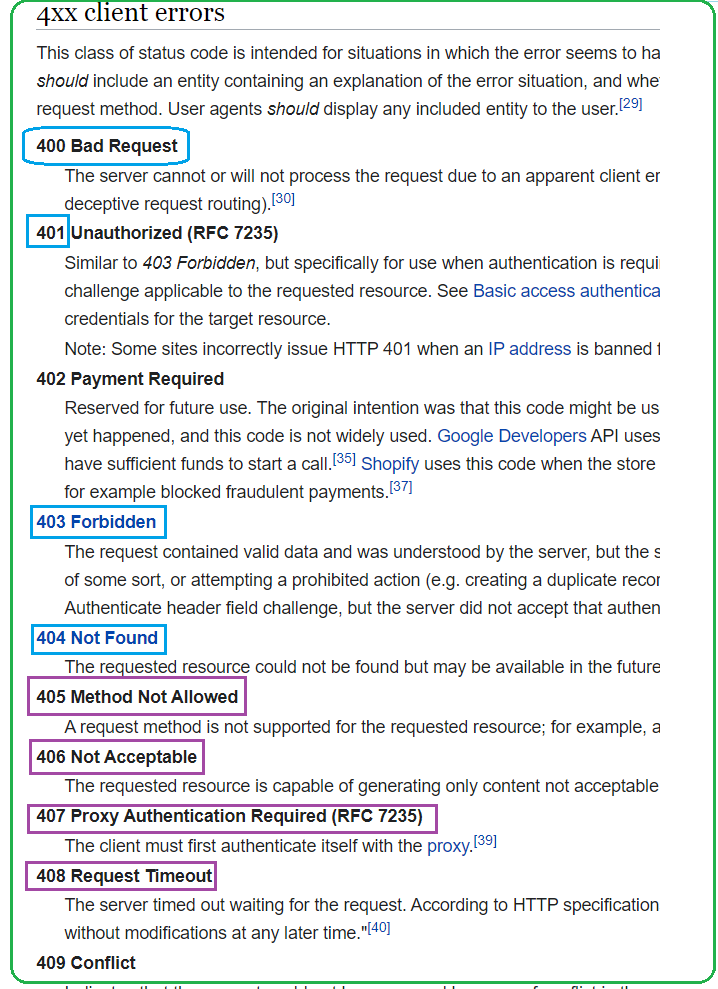 4xx client errors
This class of status code is intended for situations in which the error seems to ha
should include an entity containing an explanation of the error situation, and whe
request method. User agents should display any included entity to the user.[29]
400 Bad Request
The server cannot or will not process the request due to an apparent client er
deceptive request routing).[30]
401 Unauthorized (RFC 7235)
Similar to 403 Forbidden, but specifically for use when authentication is requi
challenge applicable to the requested resource. See Basic access authentica
credentials for the target resource.
Note: Some sites incorrectly issue HTTP 401 when an IP address is banned f
402 Payment Required
Reserved for future use. The original intention was that this code might be us
yet happened, and this code is not widely used. Google Developers API uses
have sufficient funds to start a call.[35] Shopify uses this code when the store
for example blocked fraudulent payments.[37]
403 Forbidden
The request contained valid data and was understood by the server, but the s
of some sort, or attempting a prohibited action (e.g. creating a duplicate recor
Authenticate header field challenge, but the server did not accept that authen
404 Not Found
The requested resource could not be found but may be available in the future
405 Method Not Allowed
A request method is not supported for the requested resource; for example, a
406 Not Acceptable
The requested resource is capable of generating only content not acceptable
407 Proxy Authentication Required (RFC 7235)
The client must first authenticate itself with the proxy.[39]
408 Request Timeout
The server timed out waiting for the request. According to HTTP specification
without modifications at any later time."[40]
409 Conflict